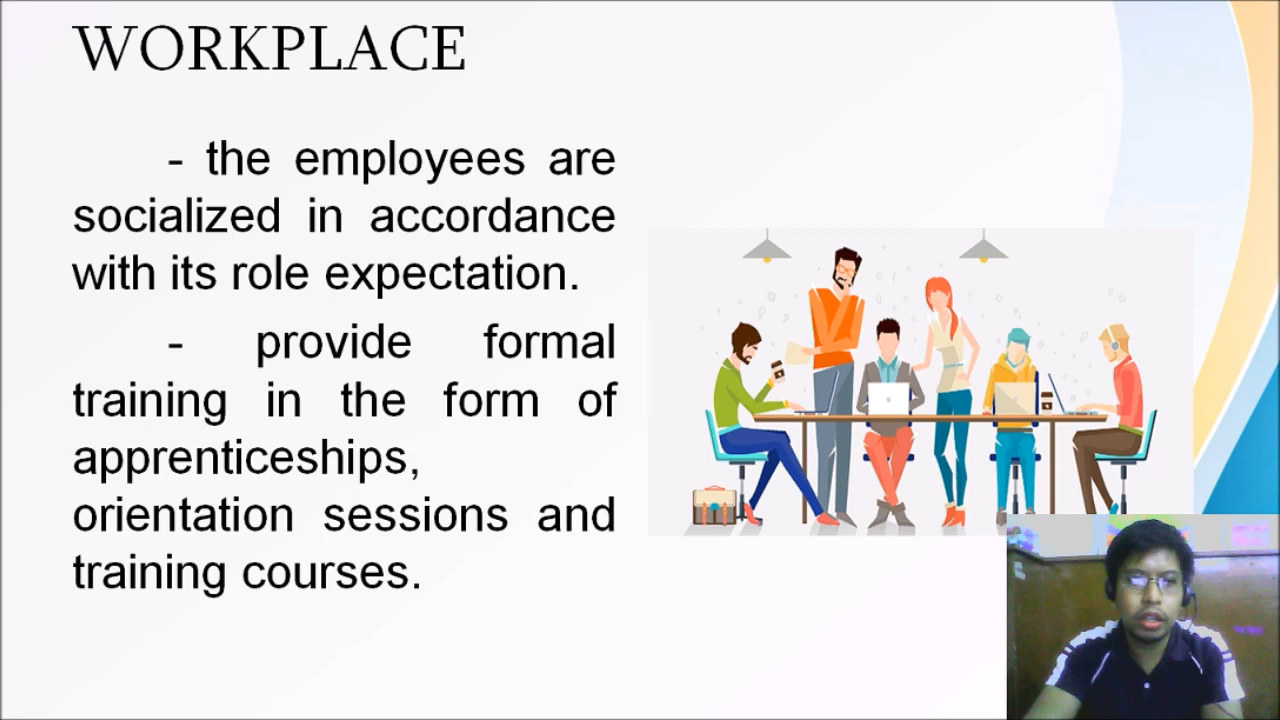 WORKPLACE
- the employees are
socialized in accordance
with its role expectation.
- provide formal
training in the form of
apprenticeships,
orientation sessions and
training courses.